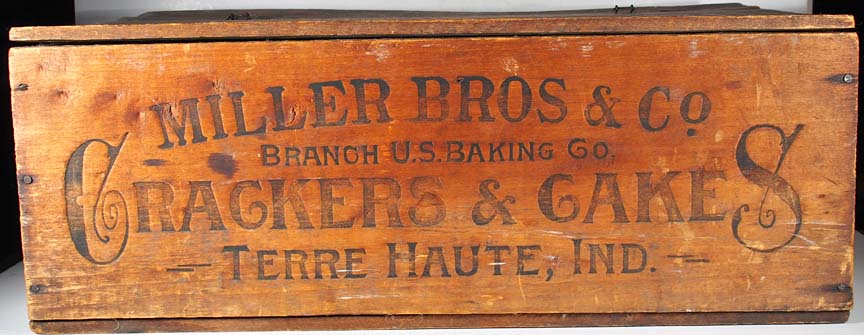 MILLER BROS & CO
BRANCH U.S. BAKING CO.
CRACKERS & CAKES
— TERRE HAUTE, IND. —